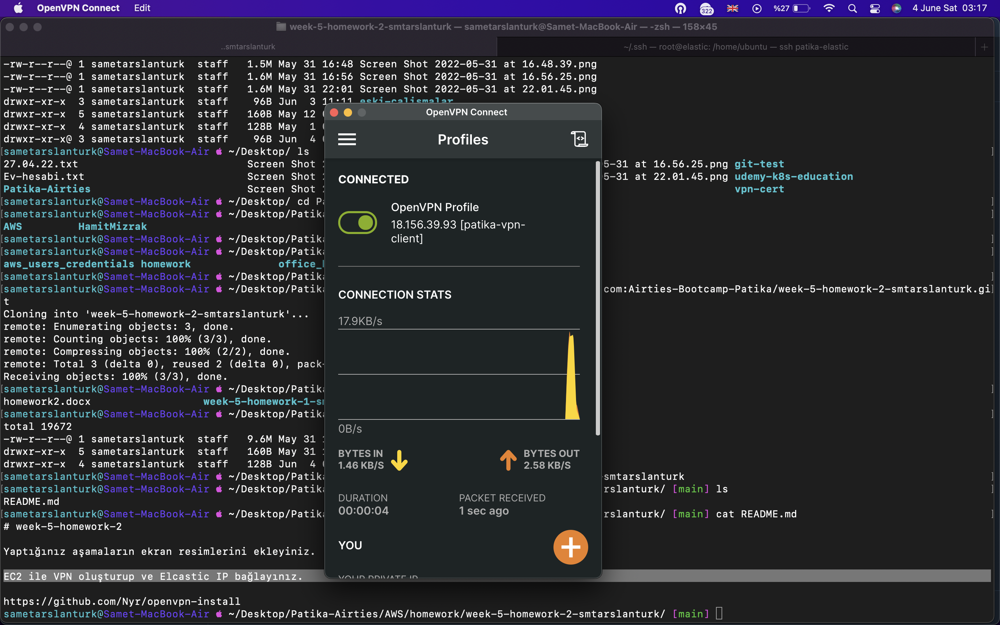 OpenVPN Connect Edit 322 %27 4 June Sat 03:17
week-5-homework-2-smtarslanturk — sametarslanturk@Samet-MacBook-Air — -zsh — 158×45
..smtarslanturk ~/.ssh — root@elastic: /home/ubuntu — ssh patika-elastic +
-rw-r--r--@ 1 sametarslanturk staff 1.5M May 31 16:48 Screen Shot 2022-05-31 at 16.48.39.png
-rw-r--r--@ 1 sametarslanturk staff 1.6M May 31 16:56 Screen Shot 2022-05-31 at 16.56.25.png
-rw-r--r--@ 1 sametarslanturk staff 1.6M May 31 22:01 Screen Shot 2022-05-31 at 22.01.45.png
drwxr-xr-x 3 sametarslanturk staff 96B Jun 3 11:11 eski-calismalar
drwxr-xr-x 5 sametarslanturk staff 160B May 12
drwxr-xr-x 4 sametarslanturk staff 128B May 1
drwxr-xr-x@ 3 sametarslanturk staff 96B Jun 4
[sametarslanturk@Samet-MacBook-Air ~/Desktop/ ls ]
27.04.22.txt Screen Shot 5-31 at 16.56.25.png git-test
Ev-hesabi.txt Screen Shot 5-31 at 22.01.45.png udemy-k8s-education
Patika-Airties Screen Shot vpn-cert
[sametarslanturk@Samet-MacBook-Air ~/Desktop/ cd P ]
[sametarslanturk@Samet-MacBook-Air ~/Desktop/Patik ]
AWS HamitMizrak
[sametarslanturk@Samet-MacBook-Air ~/Desktop/Patik ]
[sametarslanturk@Samet-MacBook-Air ~/Desktop/Patik ]
aws_users_credentials homework office_
[sametarslanturk@Samet-MacBook-Air ~/Desktop/Patik ]
[sametarslanturk@Samet-MacBook-Air ~/Desktop/Patik com:Airties-Bootcamp-Patika/week-5-homework-2-smtarslanturk.gi]
t
Cloning into 'week-5-homework-2-smtarslanturk'...
remote: Enumerating objects: 3, done.
remote: Counting objects: 100% (3/3), done.
remote: Compressing objects: 100% (2/2), done.
remote: Total 3 (delta 0), reused 2 (delta 0), pack-
Receiving objects: 100% (3/3), done.
[sametarslanturk@Samet-MacBook-Air ~/Desktop/Patik ]
homework2.docx week-5-homework-1-s
[sametarslanturk@Samet-MacBook-Air ~/Desktop/Patik ]
total 19672
-rw-r--r--@ 1 sametarslanturk staff 9.6M May 31
drwxr-xr-x 5 sametarslanturk staff 160B May 31
drwxr-xr-x 4 sametarslanturk staff 128B Jun 4
[sametarslanturk@Samet-MacBook-Air ~/Desktop/Patik -smtarslanturk ]
[sametarslanturk@Samet-MacBook-Air ~/Desktop/Patik rslanturk/ [main] ls ]
README.md
[sametarslanturk@Samet-MacBook-Air ~/Desktop/Patik rslanturk/ [main] cat README.md ]
# week-5-homework-2
Yaptığınız aşamaların ekran resimlerini ekleyiniz.
EC2 ile VPN oluşturup ve Elcastic IP bağlayınız.
https://github.com/Nyr/openvpn-install
sametarslanturk@Samet-MacBook-Air ~/Desktop/Patika-Airties/AWS/homework/week-5-homework-2-smtarslanturk/ [main]
OpenVPN Connect
Profiles
CONNECTED
OpenVPN Profile
18.156.39.93 [patika-vpn-
client]
CONNECTION STATS
17.9KB/s
0B/s
BYTES IN BYTES OUT
1.46 KB/S 2.58 KB/S
DURATION PACKET RECEIVED
00:00:04 1 sec ago
YOU
YOUR PRIVATE IP